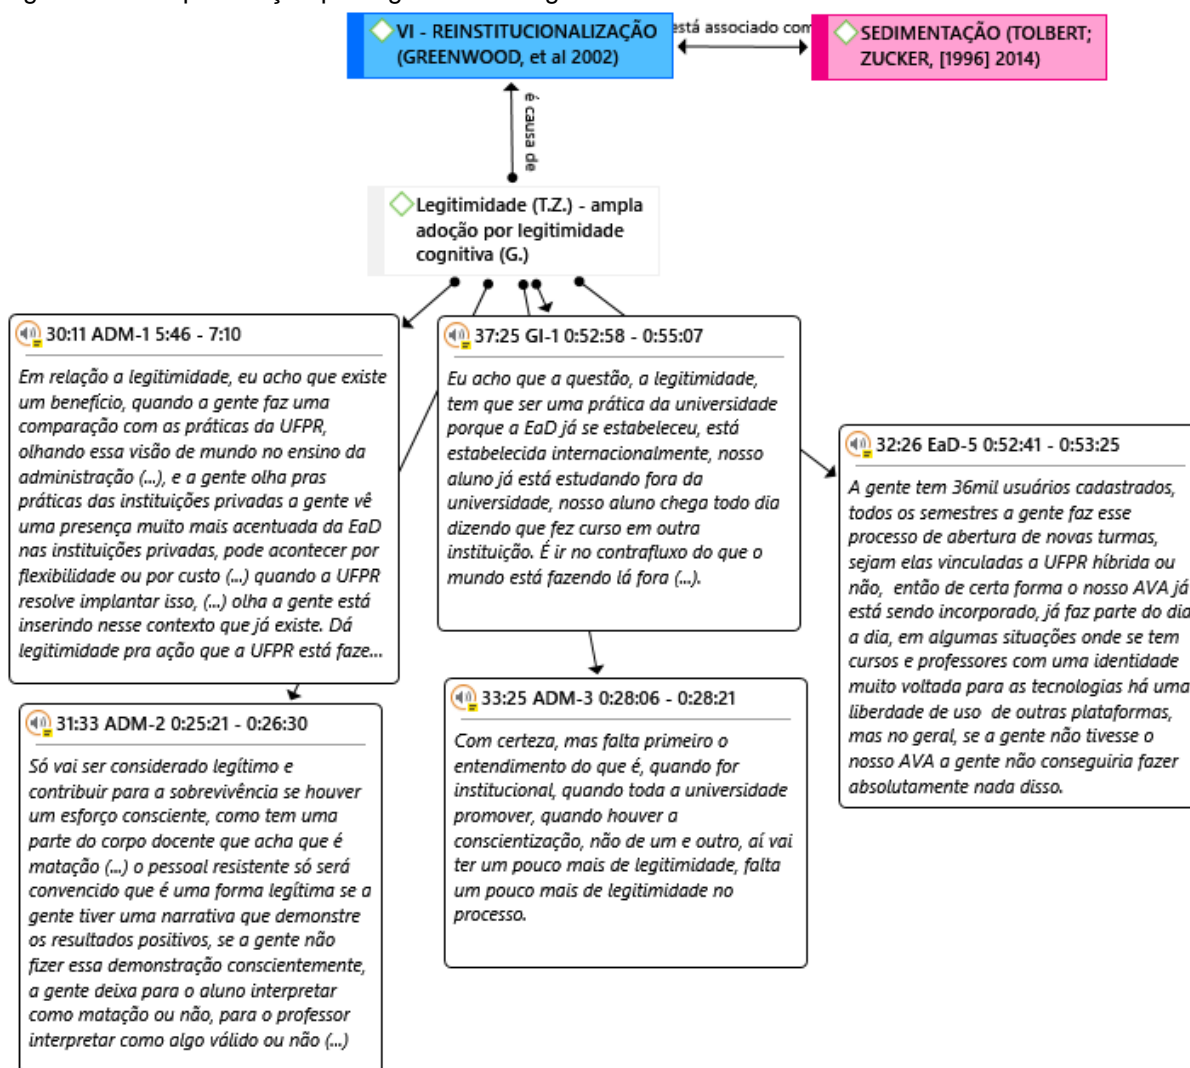 VI - REINSTITUCIONALIZAÇÃO
(GREENWOOD, et al 2002)
está associado com
SEDIMENTAÇÃO (TOLBERT;
ZUCKER, [1996] 2014)
é causa de
Legitimidade (T.Z.) - ampla
adoção por legitimidade
cognitiva (G.)
30:11 ADM-1 5:46 - 7:10
Em relação a legitimidade, eu acho que existe
um benefício, quando a gente faz uma
comparação com as práticas da UFPR,
olhando essa visão de mundo no ensino da
administração (...), e a gente olha pras
práticas das instituições privadas a gente vê
uma presença muito mais acentuada da EaD
nas instituições privadas, pode acontecer por
flexibilidade ou por custo (...) quando a UFPR
resolve implantar isso, (...) olha a gente está
inserindo nesse contexto que já existe. Dá
legitimidade pra ação que a UFPR está faze...
37:25 GI-1 0:52:58 - 0:55:07
Eu acho que a questão, a legitimidade,
tem que ser uma prática da universidade
porque a EaD já se estabeleceu, está
estabelecida internacionalmente, nosso
aluno já está estudando fora da
universidade, nosso aluno chega todo dia
dizendo que fez curso em outra
instituição. É ir no contrafluxo do que o
mundo está fazendo lá fora (...).
32:26 EaD-5 0:52:41 - 0:53:25
A gente tem 36mil usuários cadastrados,
todos os semestres a gente faz esse
processo de abertura de novas turmas,
sejam elas vinculadas a UFPR híbrida ou
não, então de certa forma o nosso AVA já
está sendo incorporado, já faz parte do dia
a dia, em algumas situações onde se tem
cursos e professores com uma identidade
muito voltada para as tecnologias há uma
liberdade de uso de outras plataformas,
mas no geral, se a gente não tivesse o
nosso AVA a gente não conseguiria fazer
absolutamente nada disso.
31:33 ADM-2 0:25:21 - 0:26:30
Só vai ser considerado legítimo e
contribuir para a sobrevivência se houver
um esforço consciente, como tem uma
parte do corpo docente que acha que é
matação (...) o pessoal resistente só será
convencido que é uma forma legítima se a
gente tiver uma narrativa que demonstre
os resultados positivos, se a gente não
fizer essa demonstração conscientemente,
a gente deixa para o aluno interpretar
como matação ou não, para o professor
interpretar como algo válido ou não (...)
33:25 ADM-3 0:28:06 - 0:28:21
Com certeza, mas falta primeiro o
entendimento do que é, quando for
institucional, quando toda a universidade
promover, quando houver a
conscientização, não de um e outro, aí vai
ter um pouco mais de legitimidade, falta
um pouco mais de legitimidade no
processo.